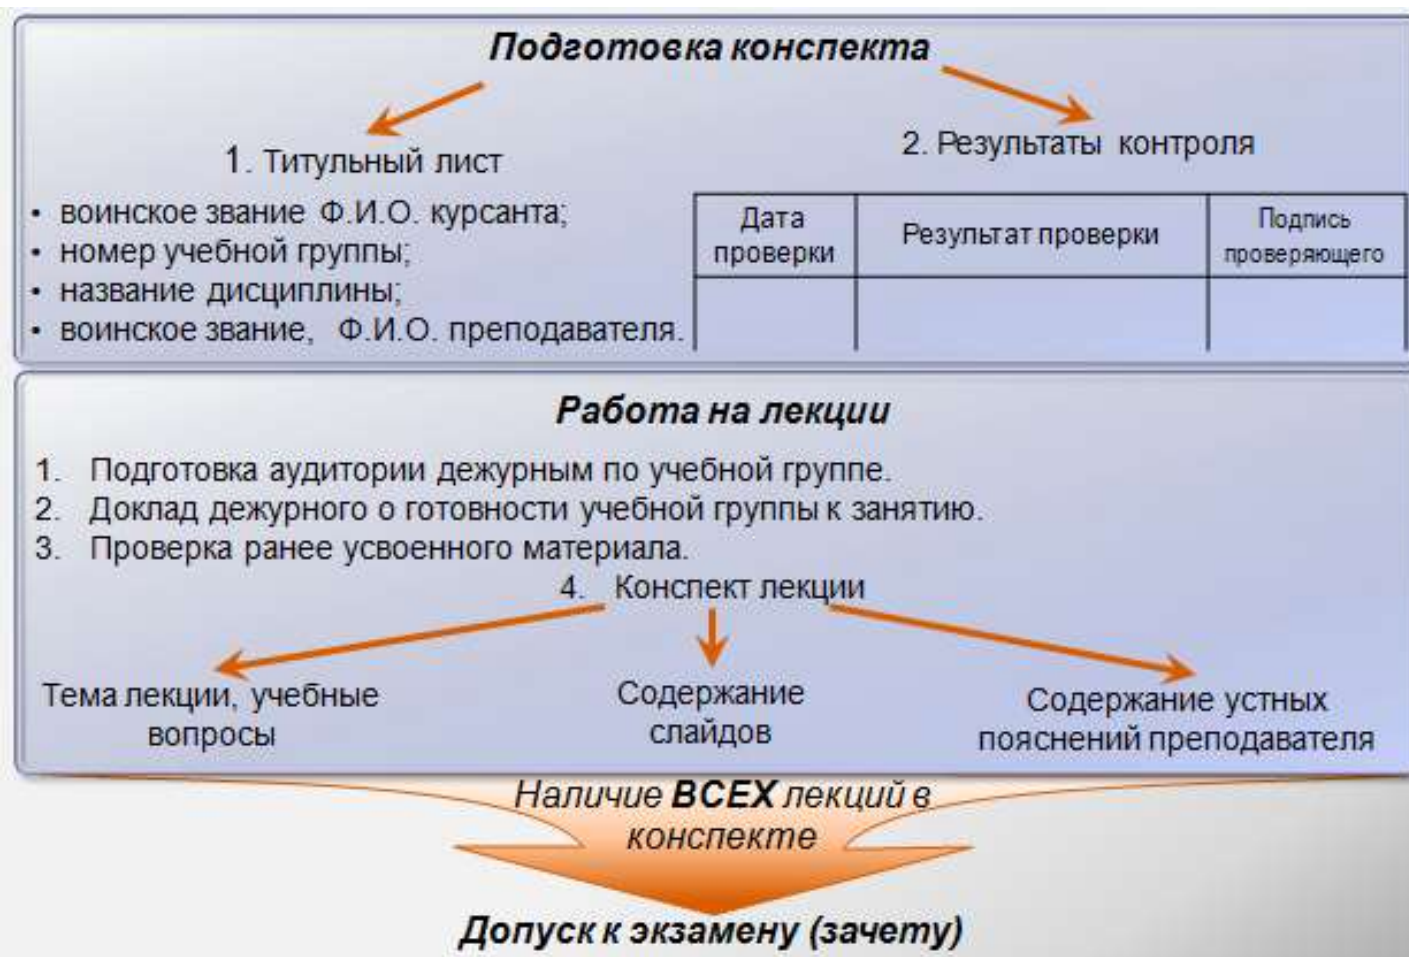 Подготовка конспекта
1. Титульный лист
• воинское звание Ф.И.О. курсанта;
• номер учебной группы;
• название дисциплины;
• воинское звание, Ф.И.О. преподавателя.
2. Результаты контроля
Дата
проверки
Результат проверки
Подпись
проверяющего
Работа на лекции
1. Подготовка аудитории дежурным по учебной группе.
2. Доклад дежурного о готовности учебной группы к занятию.
3. Проверка ранее усвоенного материала.
4. Конспект лекции
Тема лекции, учебные
вопросы
Содержание
слайдов
Содержание устных
пояснений преподавателя
Наличие ВСЕХ лекций в
конспекте
Допуск к экзамену (зачету)